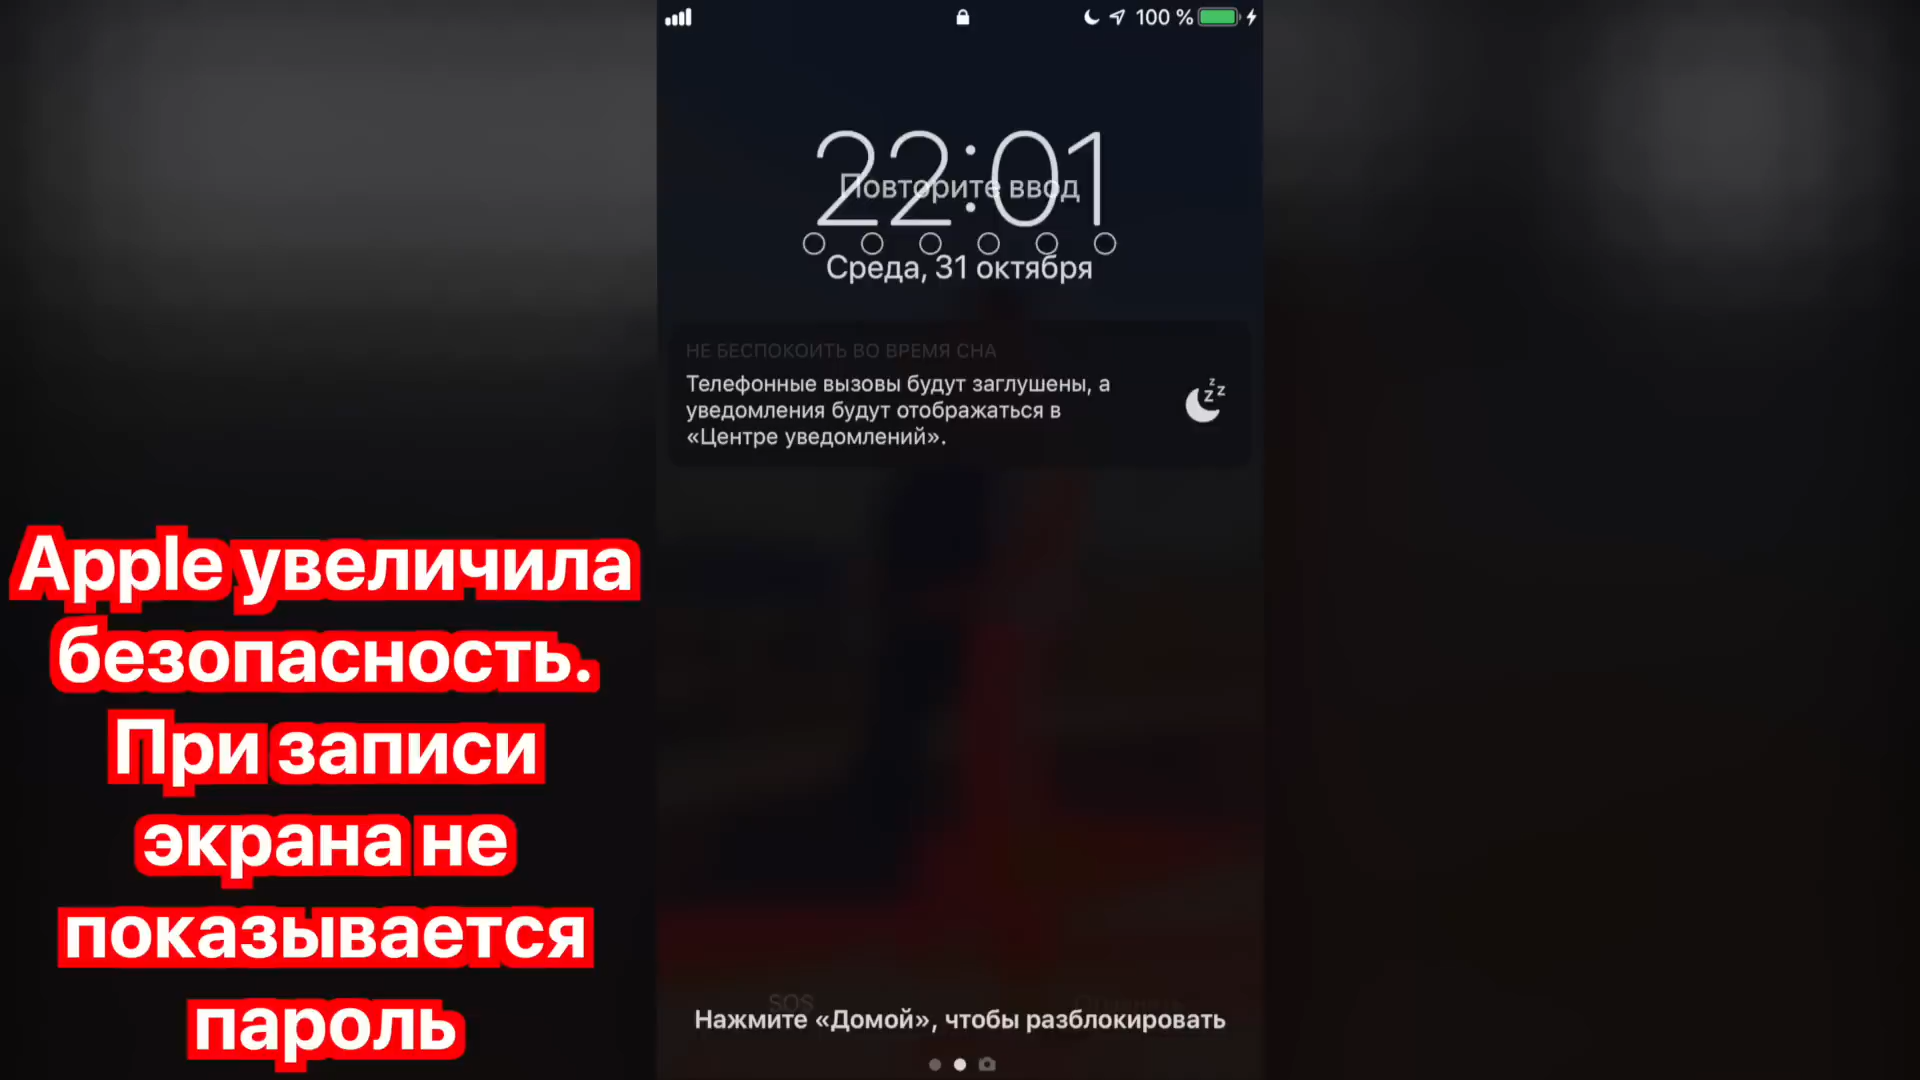 100 %
22:01
Повторите ввод
Среда, 31 октября
НЕ БЕСПОКОИТЬ ВО ВРЕМЯ СНА
Телефонные вызовы будут заглушены, а
уведомления будут отображаться в
«Центре уведомлений».
Apple увеличила
безопасность.
При записи
экрана не
показывается
пароль
SOS
Нажмите «Домой», чтобы разблокировать